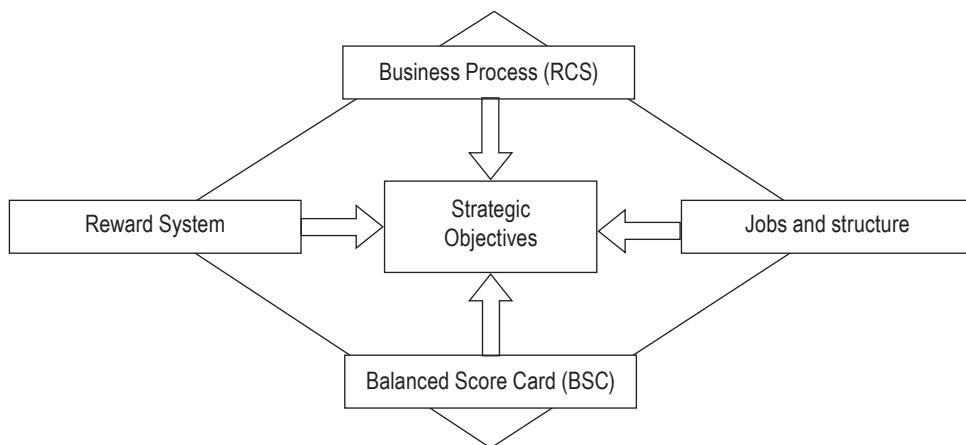 Business Process (RCS)
Reward System
Strategic
Objectives
Jobs and structure
Balanced Score Card (BSC)